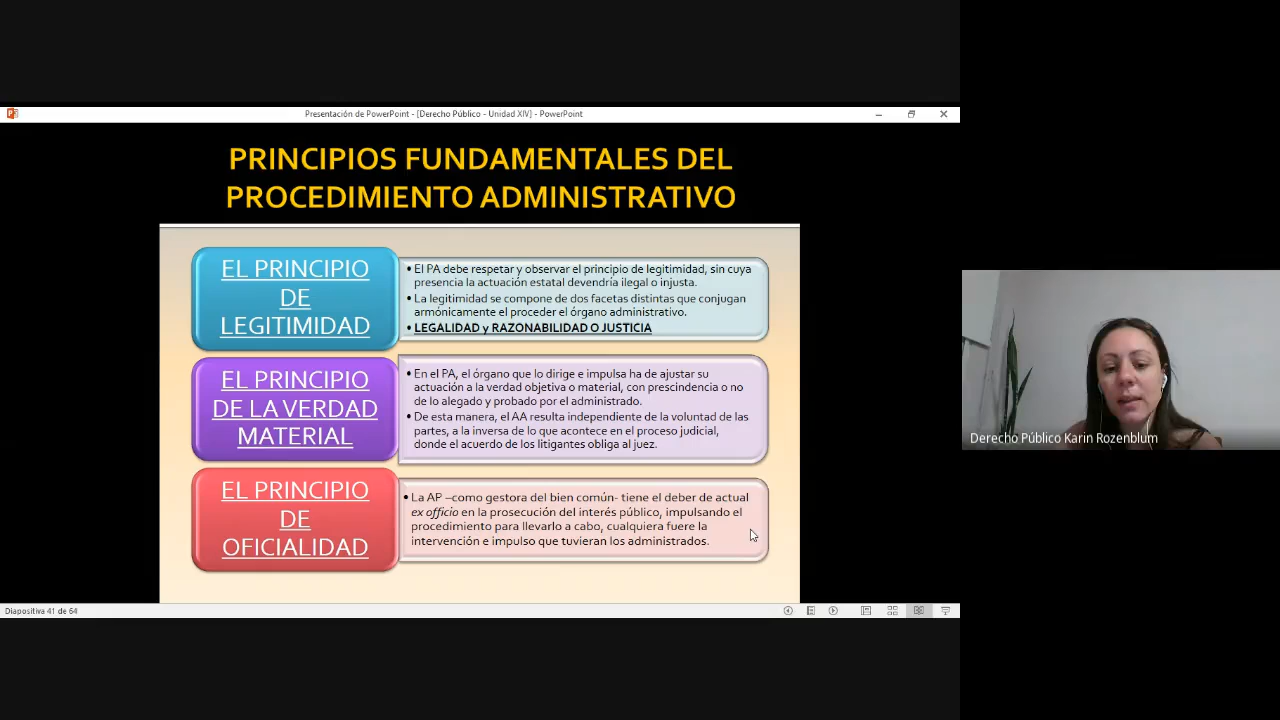 Presentación de PowerPoint - [Derecho Público - Unidad XIV] - PowerPoint
PRINCIPIOS FUNDAMENTALES DEL
PROCEDIMIENTO ADMINISTRATIVO
EL PRINCIPIO
DE
LEGITIMIDAD
• El PA debe respetar y observar el principio de legitimidad, sin cuya
presencia la actuación estatal devendría ilegal o injusta.
• La legitimidad se compone de dos facetas distintas que conjugan
armónicamente el proceder el órgano administrativo.
• LEGALIDAD y RAZONABILIDAD O JUSTICIA
EL PRINCIPIO
DE LA VERDAD
MATERIAL
• En el PA, el órgano que lo dirige e impulsa ha de ajustar su
actuación a la verdad objetiva o material, con prescindencia o no
de lo alegado y probado por el administrado.
• De esta manera, el AA resulta independiente de la voluntad de las
partes, a la inversa de lo que acontece en el proceso judicial,
donde el acuerdo de los litigantes obliga al juez.
EL PRINCIPIO
DE
OFICIALIDAD
• La AP –como gestora del bien común- tiene el deber de actual
ex officio en la prosecución del interés público, impulsando el
procedimiento para llevarlo a cabo, cualquiera fuere la
intervención e impulso que tuvieran los administrados.
Derecho Público Karin Rozenblum
Diapositiva 41 de 64